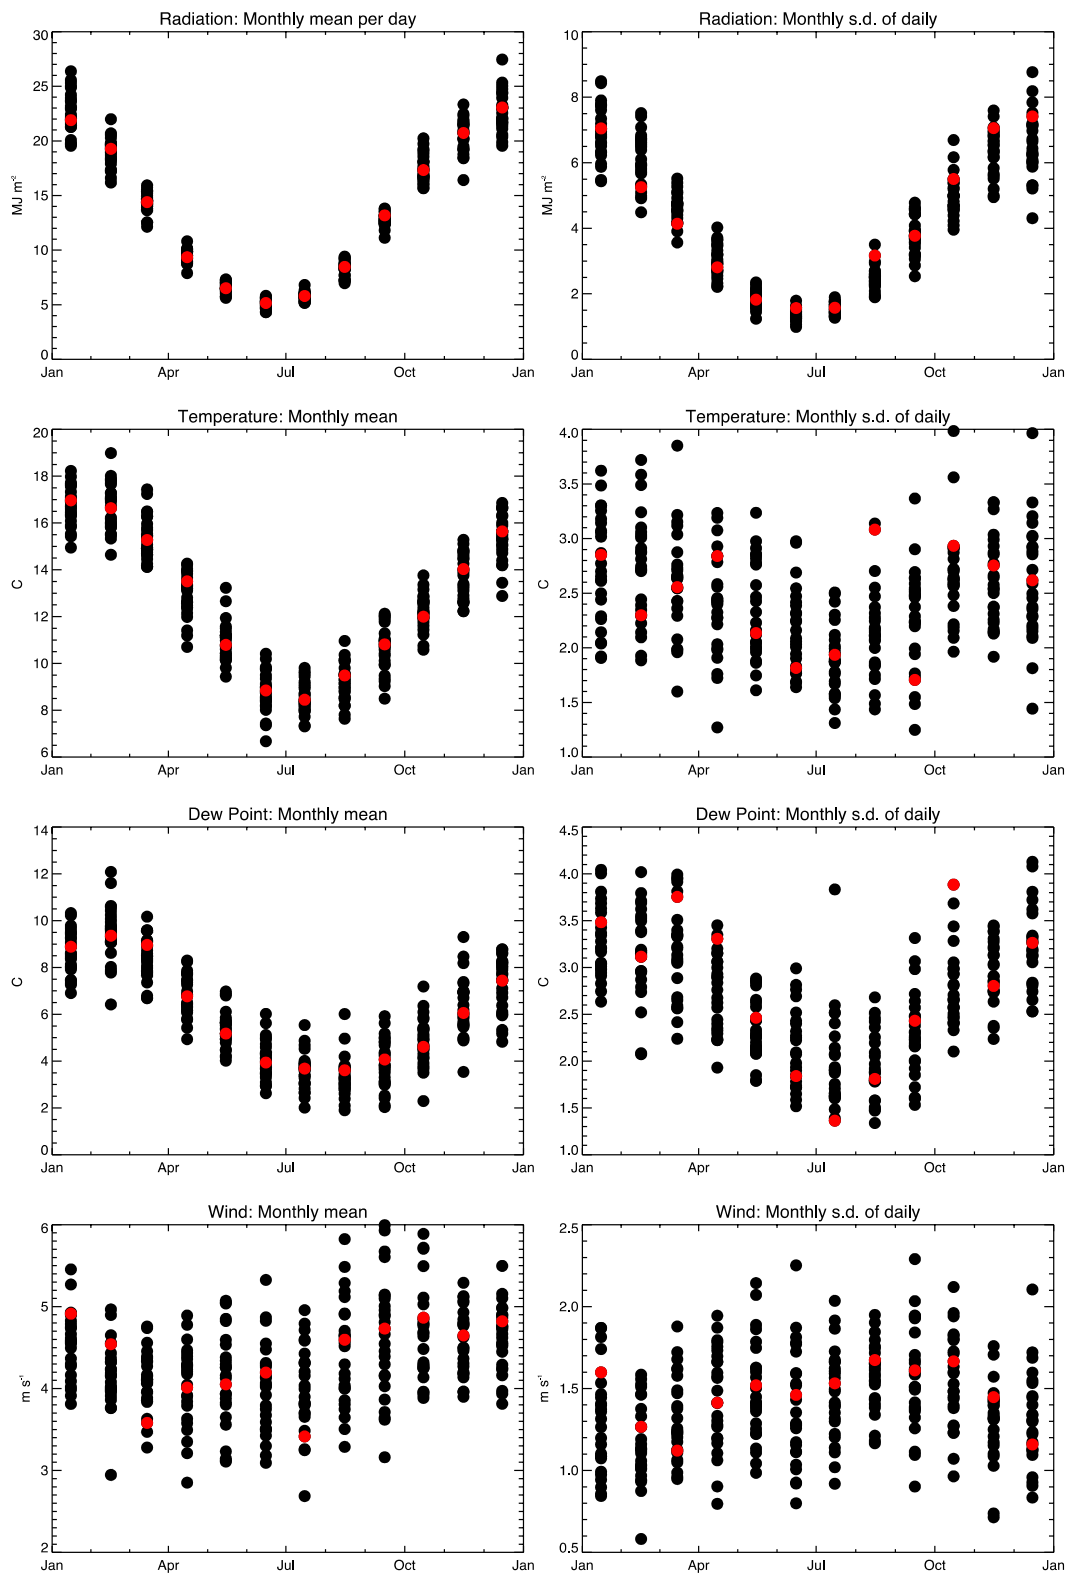 Radiation: Monthly mean per day
30
25
20
15
10
5
0
MJ m⁻²
Jan Apr Jul Oct Jan
Radiation: Monthly s.d. of daily
10
8
6
4
2
0
MJ m⁻²
Jan Apr Jul Oct Jan
Temperature: Monthly mean
20
18
16
14
12
10
8
6
C
Jan Apr Jul Oct Jan
Temperature: Monthly s.d. of daily
4.0
3.5
3.0
2.5
2.0
1.5
1.0
Jan Apr Jul Oct Jan
Dew Point: Monthly mean
14
12
10
8
6
4
2
0
C
Jan Apr Jul Oct Jan
Dew Point: Monthly s.d. of daily
4.5
4.0
3.5
3.0
2.5
2.0
1.5
1.0
C
Jan Apr Jul Oct Jan
Wind: Monthly mean
6
5
4
3
2
m s⁻¹
Jan Apr Jul Oct Jan
Wind: Monthly s.d. of daily
2.5
2.0
1.5
1.0
0.5
m s⁻¹
Jan Apr Jul Oct Jan